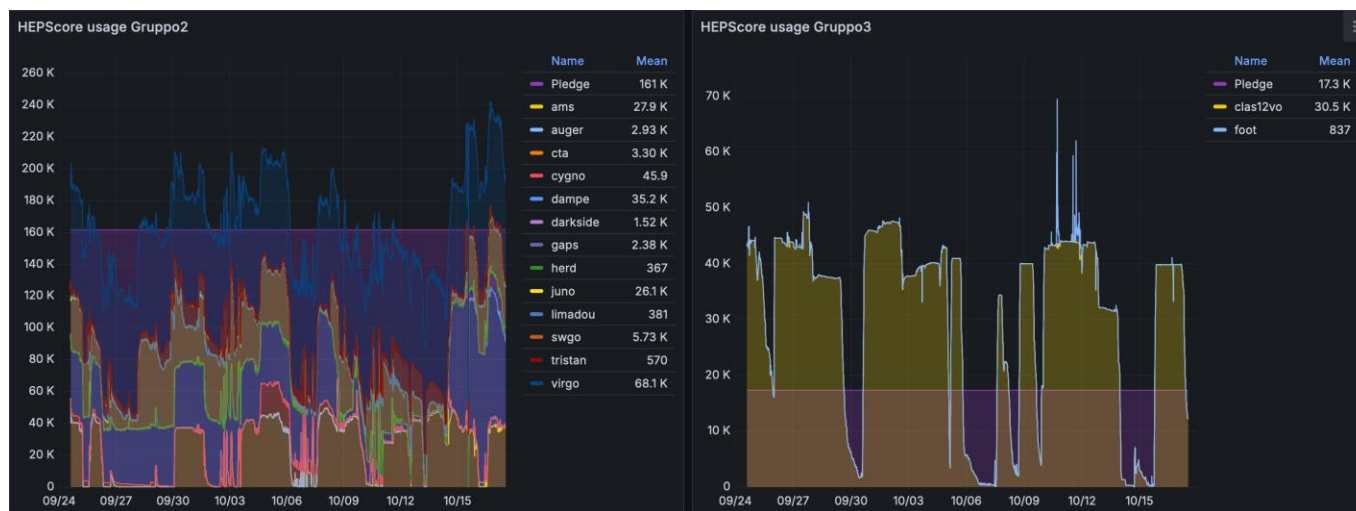 HEPScore usage Gruppo2
Name Mean
260 K
Pledge 161 K
240 K
ams 27.9 K
220 K
auger 2.93 K
200 K
cta 3.30 K
180 K
cygno 45.9
160 K
dampe 35.2 K
140 K
darkside 1.52 K
120 K
gaps 2.38 K
100 K
herd 367
80 K
juno 26.1 K
60 K
limadou 381
40 K
swgo 5.73 K
20 K
tristan 570
0
virgo 68.1 K
09/24 09/27 09/30 10/03 10/06 10/09 10/12 10/15
HEPScore usage Gruppo3
Name Mean
70 K
Pledge 17.3 K
60 K
clas12vo 30.5 K
50 K
foot 837
40 K
30 K
20 K
10 K
0
09/24 09/27 09/30 10/03 10/06 10/09 10/12 10/15